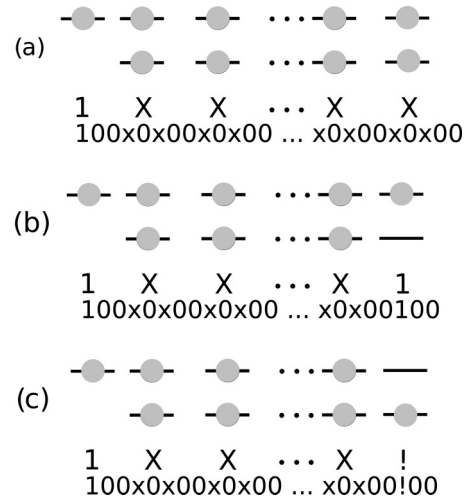 (a)
...
1 X X ... X X
100x0x00x0x00 ... x0x00x0x00
(b)
...
1 X X ... X 1
100x0x00x0x00 ... x0x00100
(c)
...
1 X X ... X !
100x0x00x0x00 ... x0x00!00